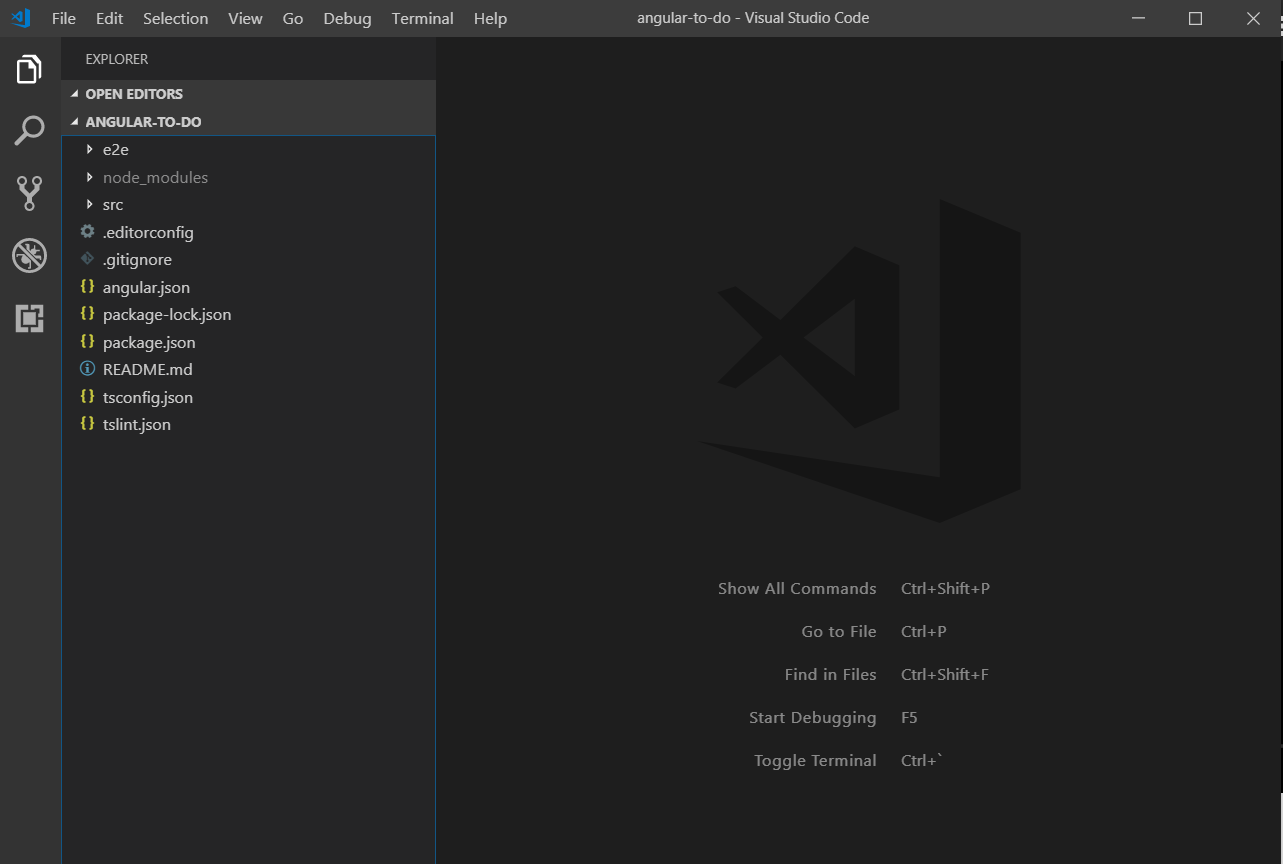 File Edit Selection View Go Debug Terminal Help angular-to-do - Visual Studio Code
EXPLORER
OPEN EDITORS
ANGULAR-TO-DO
e2e
node_modules
src
.editorconfig
.gitignore
angular.json
package-lock.json
package.json
README.md
tsconfig.json
tslint.json
Show All Commands Ctrl+Shift+P
Go to File Ctrl+P
Find in Files Ctrl+Shift+F
Start Debugging F5
Toggle Terminal Ctrl+`